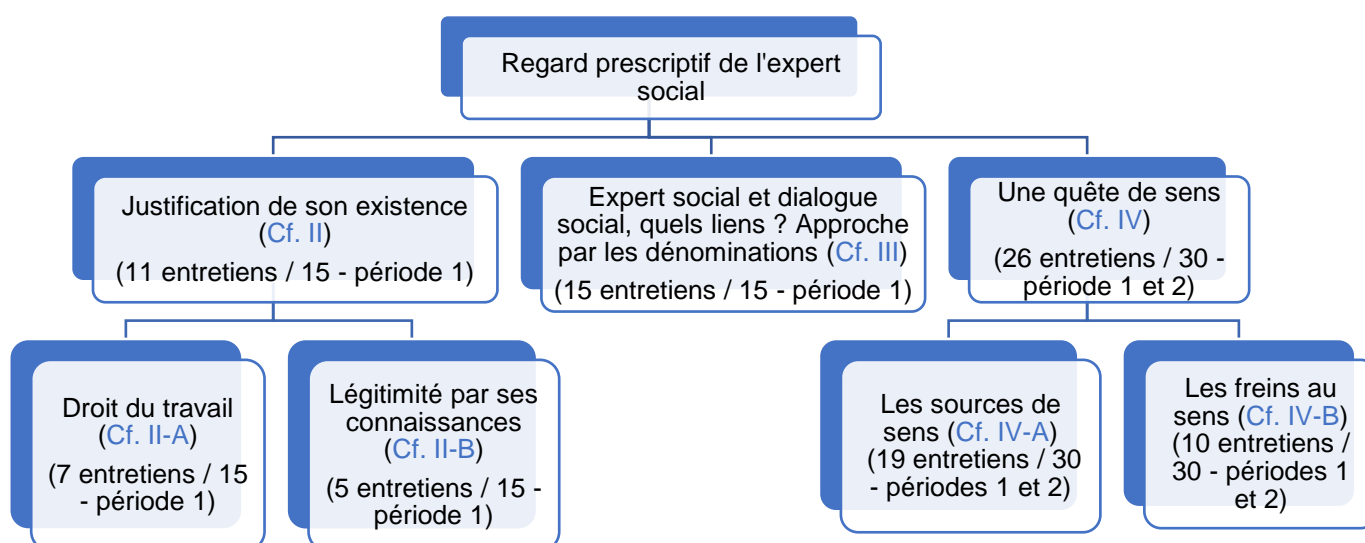 Regard prescriptif de l'expert
social
Justification de son existence
(Cf. II)
(11 entretiens / 15 - période 1)
Expert social et dialogue
social, quels liens ? Approche
par les dénominations (Cf. III)
(15 entretiens / 15 - période 1)
Une quête de sens
(Cf. IV)
(26 entretiens / 30 -
période 1 et 2)
Droit du travail
(Cf. II-A)
(7 entretiens / 15
- période 1)
Légitimité par ses
connaissances
(Cf. II-B)
(5 entretiens / 15 -
période 1)
Les sources de
sens (Cf. IV-A)
(19 entretiens / 30
- périodes 1 et 2)
Les freins au
sens (Cf. IV-B)
(10 entretiens /
30 - périodes 1
et 2)